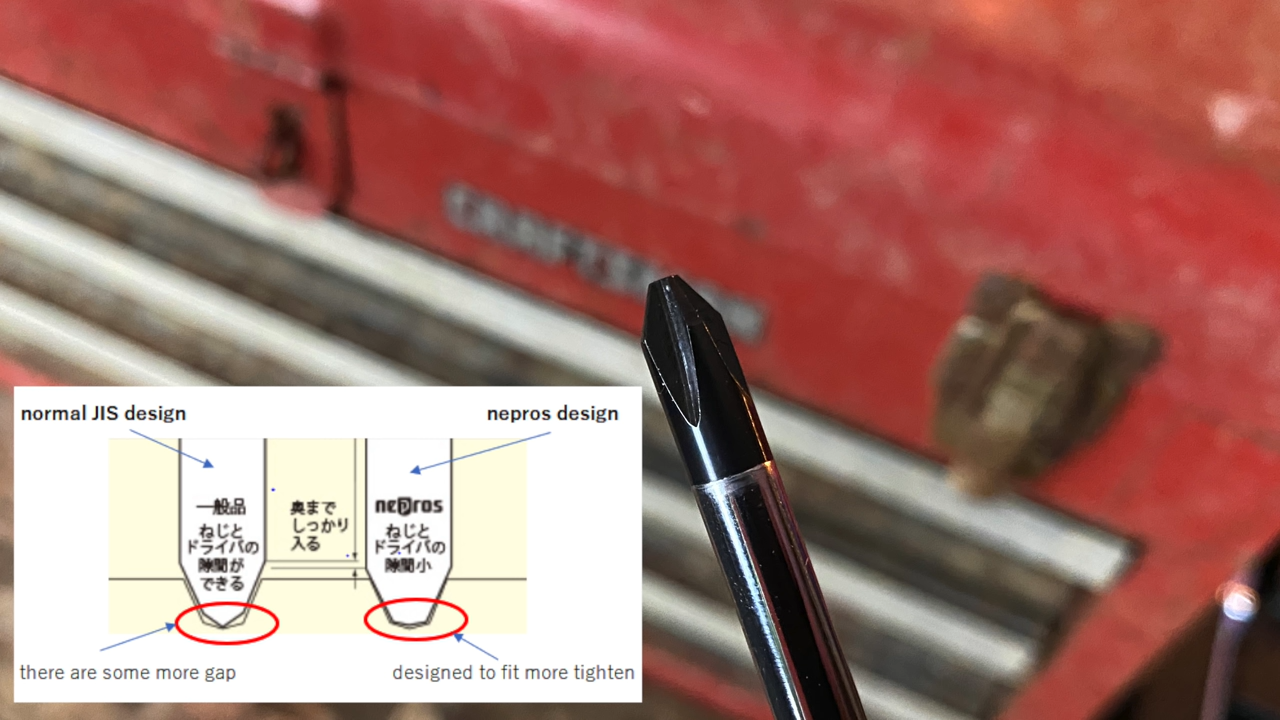 CRAFTSMAN
normal JIS design
nepros design
一般品
ねじと
ドライバの
隙間が
できる
奥まで
しっかり
入る
nepros
ねじと
ドライバの
隙間小
there are some more gap
designed to fit more tighten